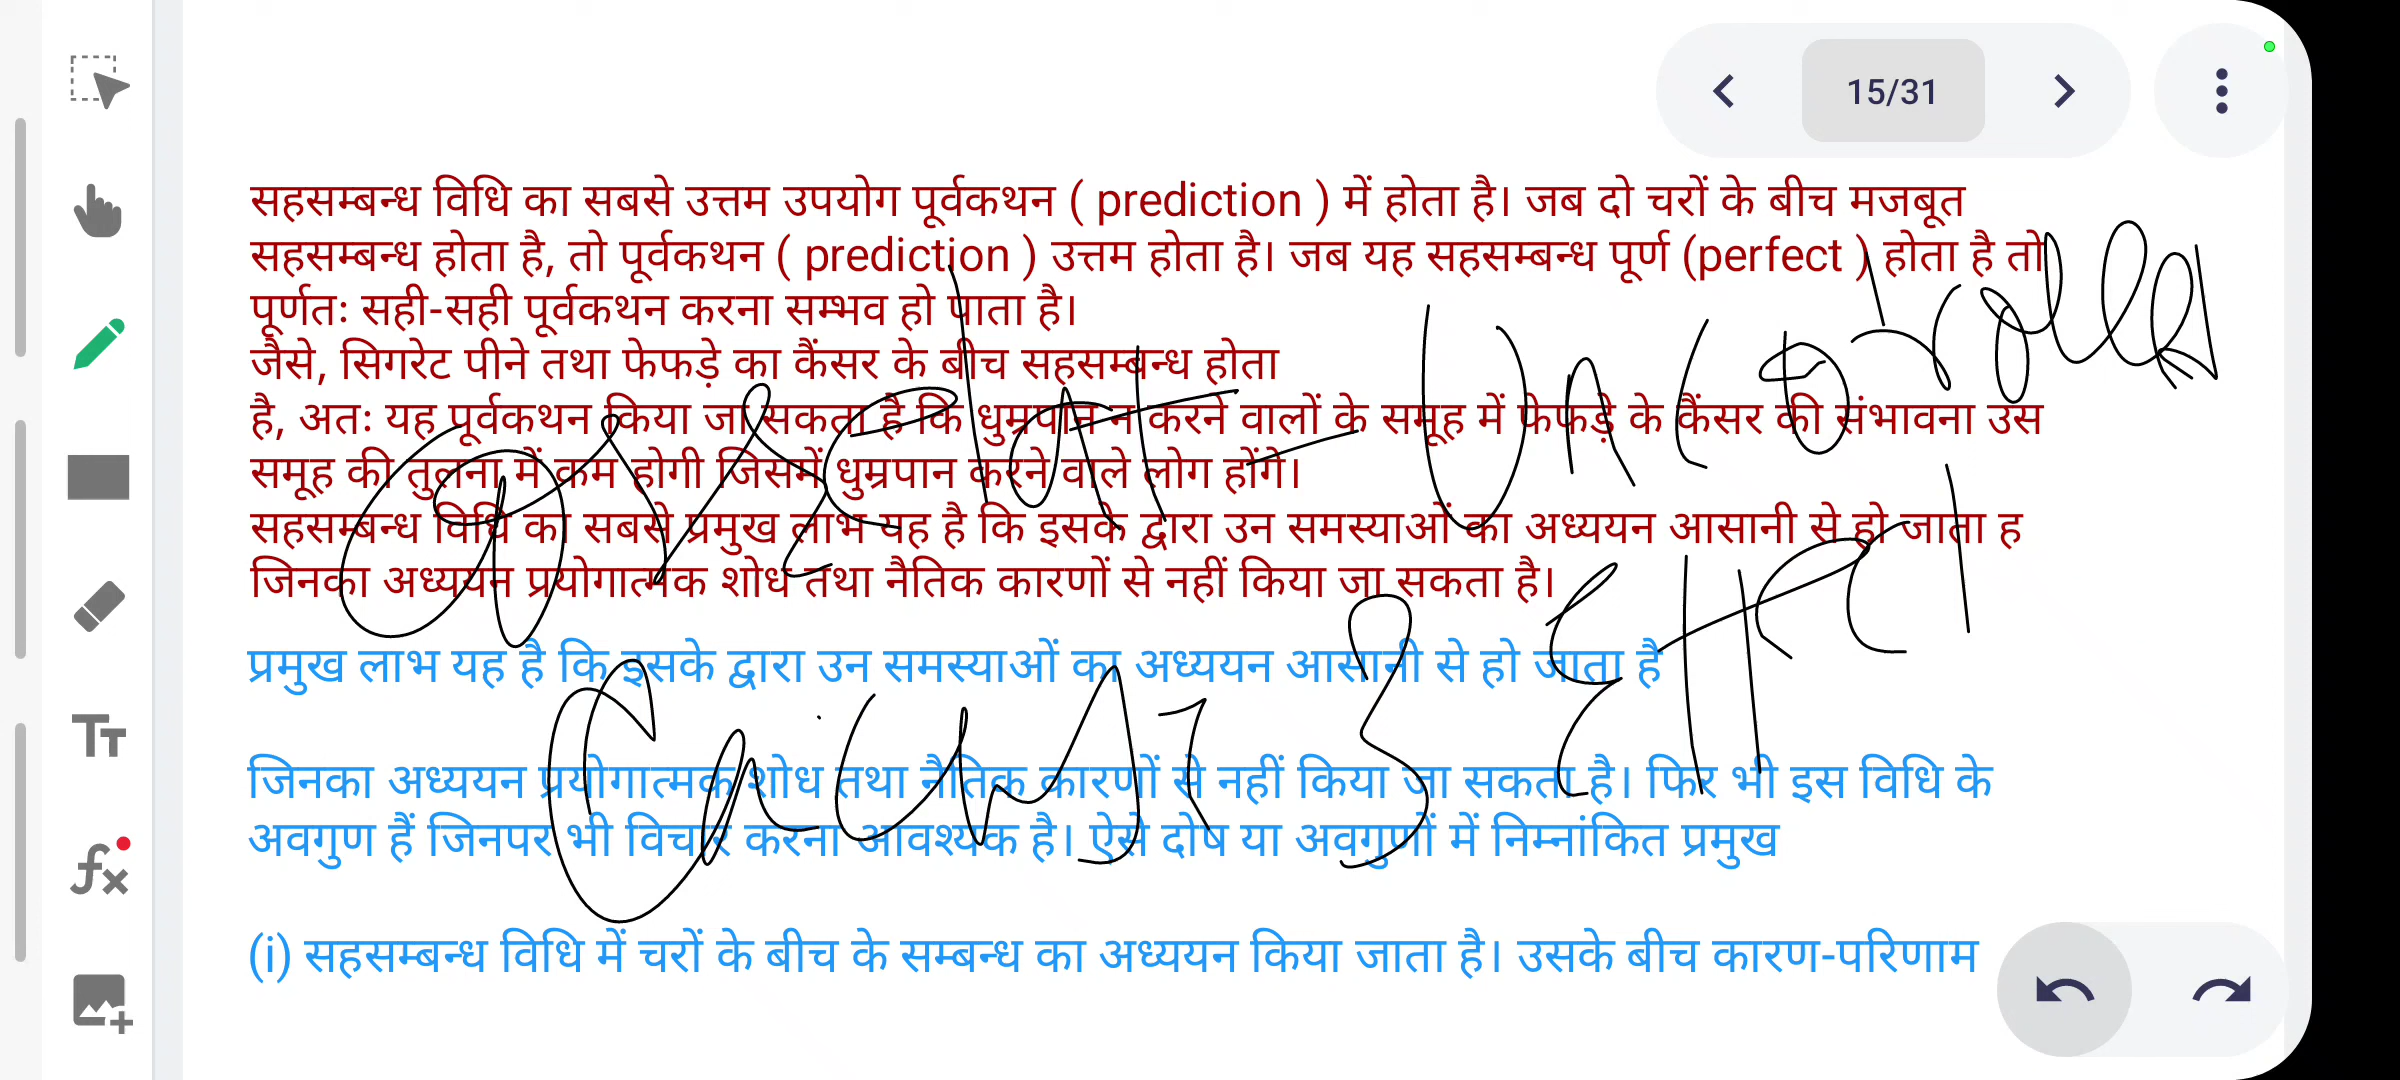 15/31
सहसम्बन्ध विधि का सबसे उत्तम उपयोग पूर्वकथन ( prediction ) में होता है। जब दो चरों के बीच मजबूत
सहसम्बन्ध होता है, तो पूर्वकथन ( prediction ) उत्तम होता है। जब यह सहसम्बन्ध पूर्ण (perfect ) होता है तो
पूर्णतः सही-सही पूर्वकथन करना सम्भव हो पाता है।
जैसे, सिगरेट पीने तथा फेफड़े का कैंसर के बीच सहसम्बन्ध होता
है, अतः यह पूर्वकथन किया जा सकता है कि धुम्रपान न करने वालों के समूह में फेफड़े के कैंसर की संभावना उस
समूह की तुलना में कम होगी जिसमें धुम्रपान करने वाले लोग होंगे।
सहसम्बन्ध विधि का सबसे प्रमुख लाभ यह है कि इसके द्वारा उन समस्याओं का अध्ययन आसानी से हो जाता ह
जिनका अध्ययन प्रयोगात्मक शोध तथा नैतिक कारणों से नहीं किया जा सकता है।
प्रमुख लाभ यह है कि इसके द्वारा उन समस्याओं का अध्ययन आसानी से हो जाता है
जिनका अध्ययन प्रयोगात्मक शोध तथा नैतिक कारणों से नहीं किया जा सकता है। फिर भी इस विधि के
अवगुण हैं जिनपर भी विचार करना आवश्यक है। ऐसे दोष या अवगुणों में निम्नांकित प्रमुख
(i) सहसम्बन्ध विधि में चरों के बीच के सम्बन्ध का अध्ययन किया जाता है। उसके बीच कारण-परिणाम
Effect